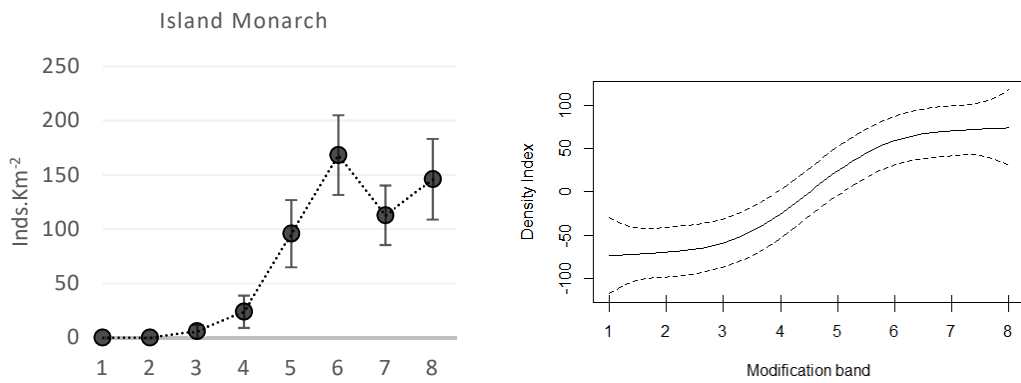 Island Monarch
Inds.Km-2
250
200
150
100
50
0
1 2 3 4 5 6 7 8
Density Index
100
50
0
-50
-100
1 2 3 4 5 6 7 8
Modification band